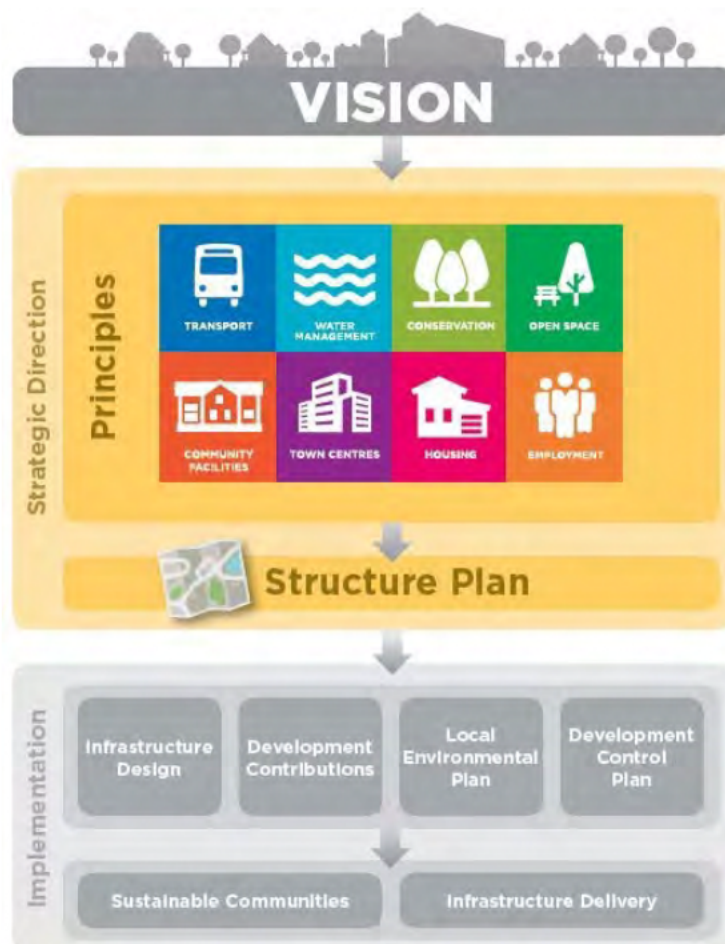 VISION
Strategic Direction
Principles
TRANSPORT
WATER
MANAGEMENT
CONSERVATION
OPEN SPACE
COMMUNITY
FACILITIES
TOWN CENTRES
HOUSING
EMPLOYMENT
Structure Plan
Implementation
Infrastructure
Design
Development
Contributions
Local
Environmental
Plan
Development
Control
Plan
Sustainable Communities
Infrastructure Delivery